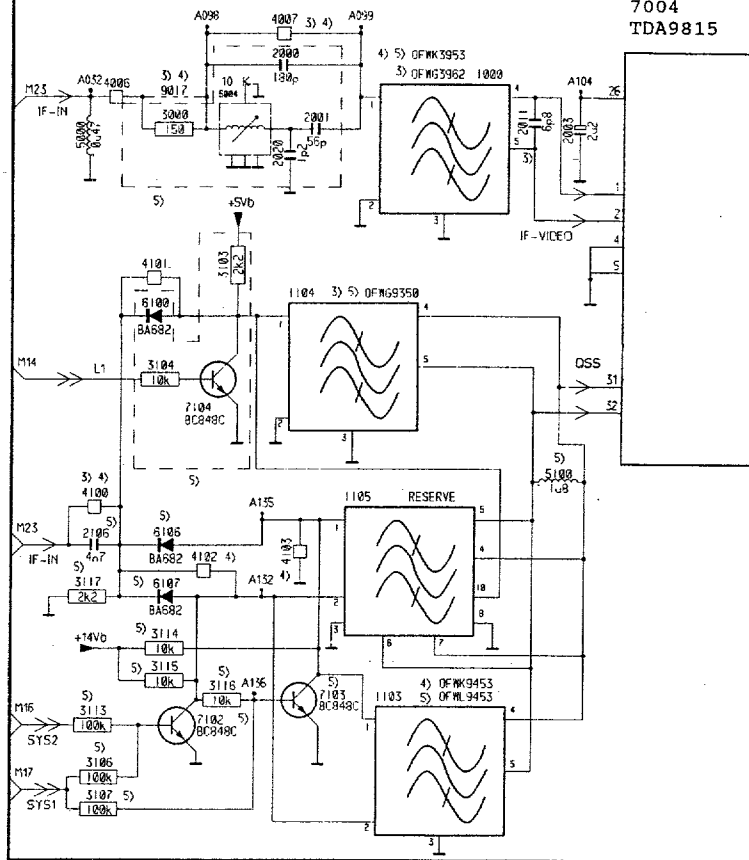 7004
TDA9815
A098
4007
3) 4)
A099
2000
180p
4) 5) OFWK3953
3) OFWG3962 1000
M23
IF-IN
A032
4006
3) 4)
9017
3000
150
10 K
5004
2001
56p
2020
1p2
5000
0u47
5)
1
2
3
4
5
3)
2011
6p8
2003
2u2
A104
26
1
2
IF-VIDEO
4
5
+5Vb
3103
2k2
4101
6100
BA682
1104 3) 5) OFWG9350
1
2
3
4
5
M14
L1
3104
10k
7104
BC848C
5)
QSS
31
32
5)
5100
1u8
3) 4)
4100
M23
IF-IN
2106
4n7
5)
5)
6106
BA682
A135
4102 4)
4103
4)
A132
1105 RESERVE
1
2
3
5
4
10
8
6
7
5)
3117
2k2
5)
6107
BA682
+14Vb
3114
10k
5)
5)
3115
10k
3116
10k
5)
A136
5)
7103
BC848C
5)
7102
BC848C
1103
4) OFWK9453
5) OFWL9453
1
2
3
4
5
M16
SYS2
5)
3113
100k
M17
SYS1
5)
3106
100k
3107
100k
5)